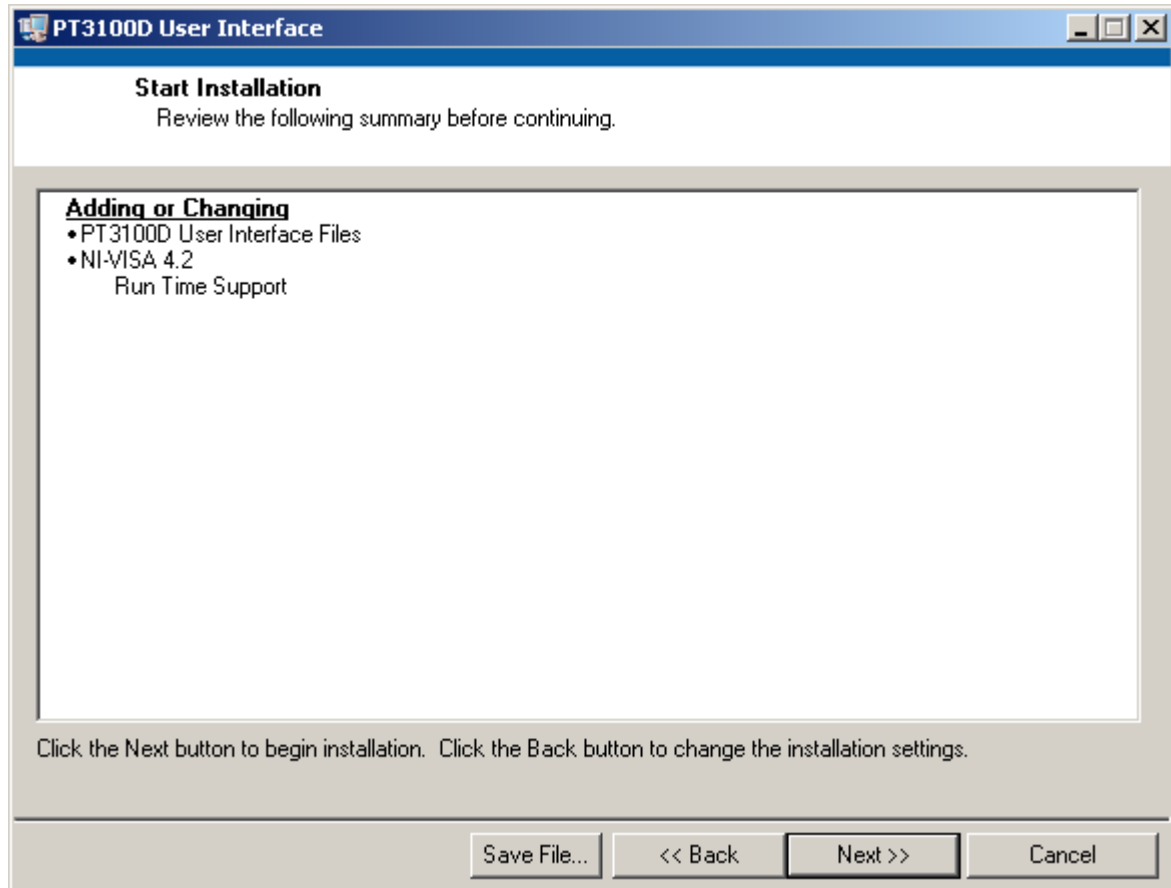 PT3100D User Interface
Start Installation
Review the following summary before continuing.
Adding or Changing
•PT3100D User Interface Files
•NI-VISA 4.2
Run Time Support
Click the Next button to begin installation.  Click the Back button to change the installation settings.
Save File...
<< Back
Next >>
Cancel